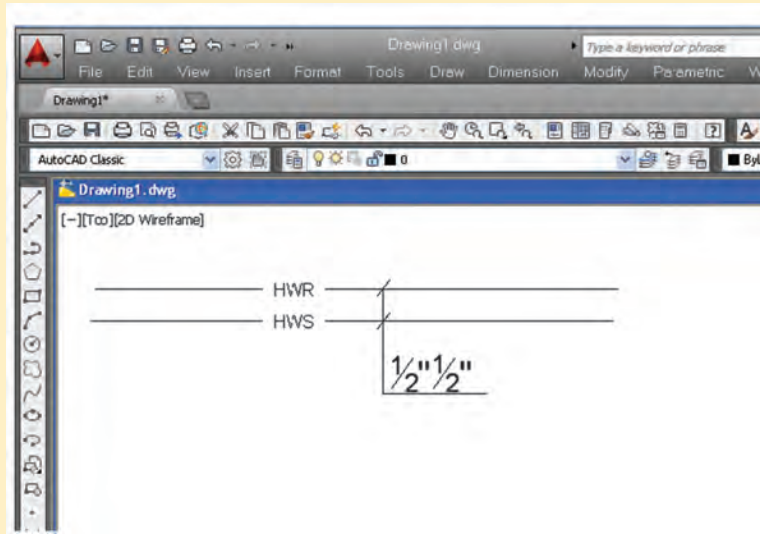 Drawing1.dwg
Type a keyword or phrase
File Edit View Insert Format Tools Draw Dimension Modify Parametric
Drawing1*
AutoCAD Classic
0
Drawing1.dwg
[-][Top][2D Wireframe]
HWR
HWS
½"½"